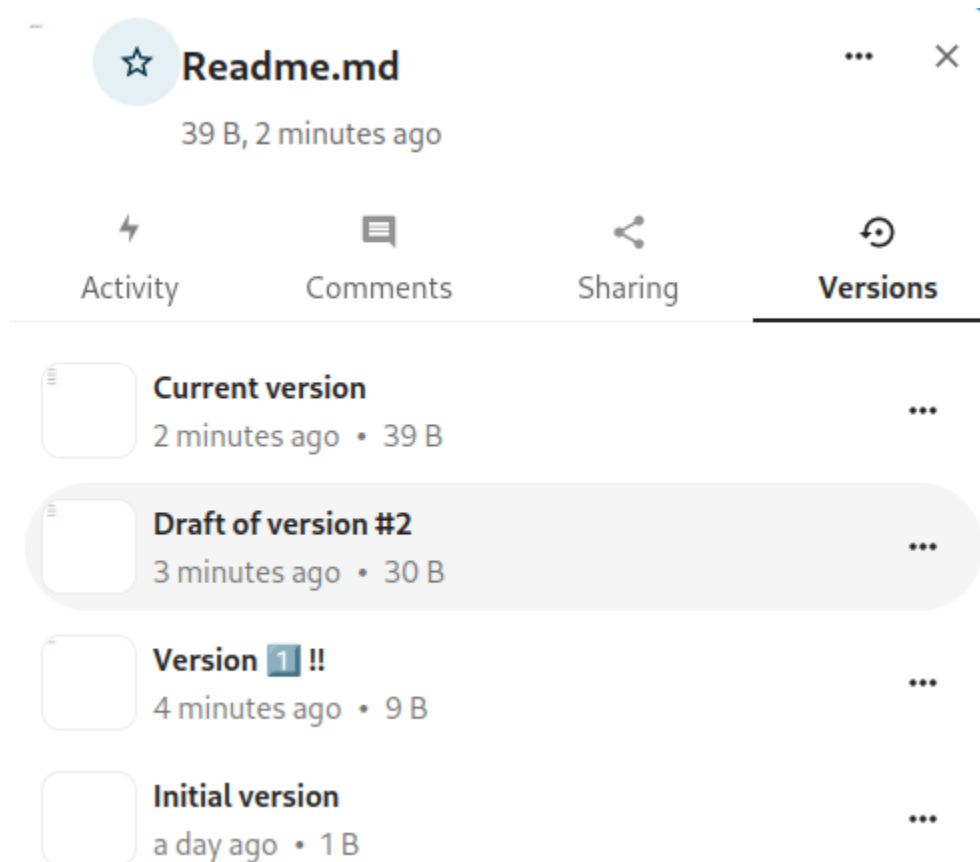 Readme.md
39 B, 2 minutes ago
Activity Comments Sharing Versions
Current version
2 minutes ago • 39 B
Draft of version #2
3 minutes ago • 30 B
Version 1️⃣ !!
4 minutes ago • 9 B
Initial version
a day ago • 1 B